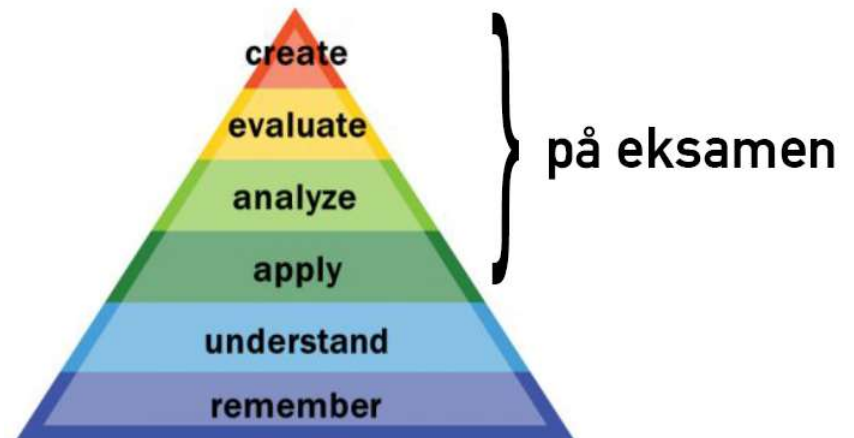 create
evaluate
på eksamen
analyze
apply
understand
remember